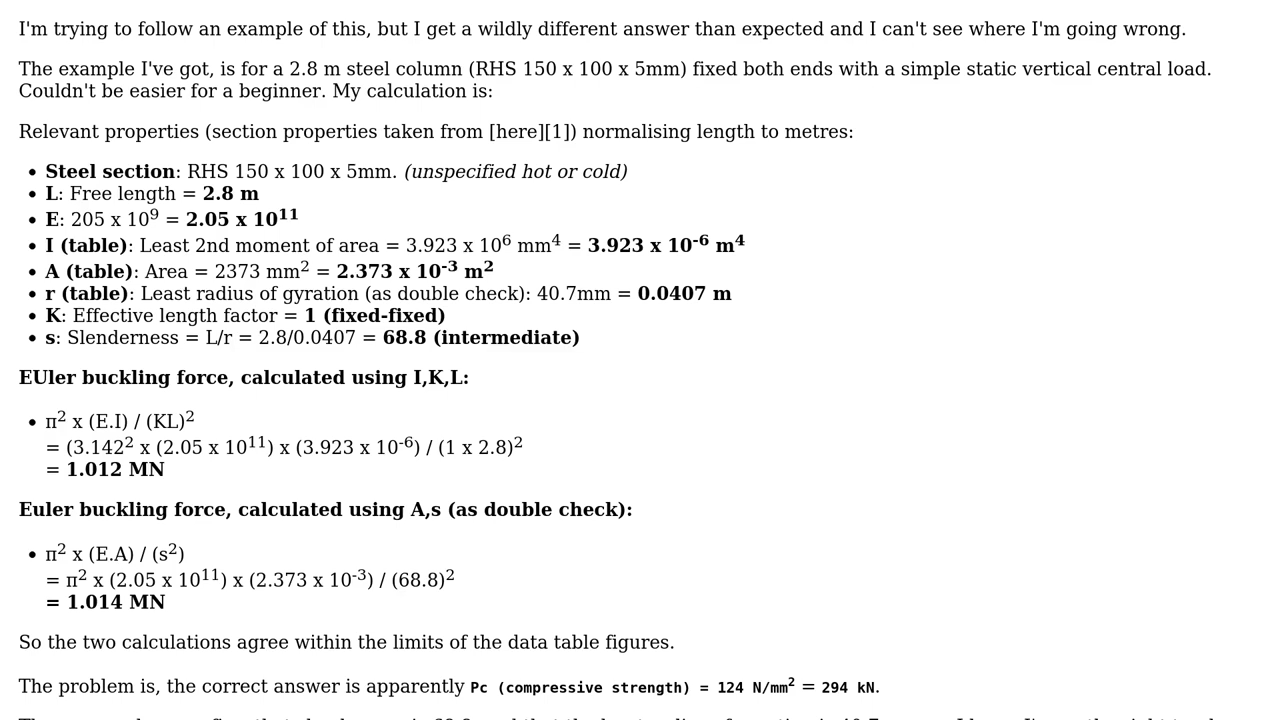 I'm trying to follow an example of this, but I get a wildly different answer than expected and I can't see where I'm going wrong.
The example I've got, is for a 2.8 m steel column (RHS 150 x 100 x 5mm) fixed both ends with a simple static vertical central load.
Couldn't be easier for a beginner. My calculation is:
Relevant properties (section properties taken from [here][1]) normalising length to metres:
• Steel section: RHS 150 x 100 x 5mm. (unspecified hot or cold)
• L: Free length = 2.8 m
• E: 205 x 10⁹ = 2.05 x 10¹¹
• I (table): Least 2nd moment of area = 3.923 x 10⁶ mm⁴ = 3.923 x 10⁻⁶ m⁴
• A (table): Area = 2373 mm² = 2.373 x 10⁻³ m²
• r (table): Least radius of gyration (as double check): 40.7mm = 0.0407 m
• K: Effective length factor = 1 (fixed-fixed)
• s: Slenderness = L/r = 2.8/0.0407 = 68.8 (intermediate)
EUler buckling force, calculated using I,K,L:
• π² x (E.I) / (KL)²
= (3.142² x (2.05 x 10¹¹) x (3.923 x 10⁻⁶) / (1 x 2.8)²
= 1.012 MN
Euler buckling force, calculated using A,s (as double check):
• π² x (E.A) / (s²)
= π² x (2.05 x 10¹¹) x (2.373 x 10⁻³) / (68.8)²
= 1.014 MN
So the two calculations agree within the limits of the data table figures.
The problem is, the correct answer is apparently Pc (compressive strength) = 124 N/mm² = 294 kN.